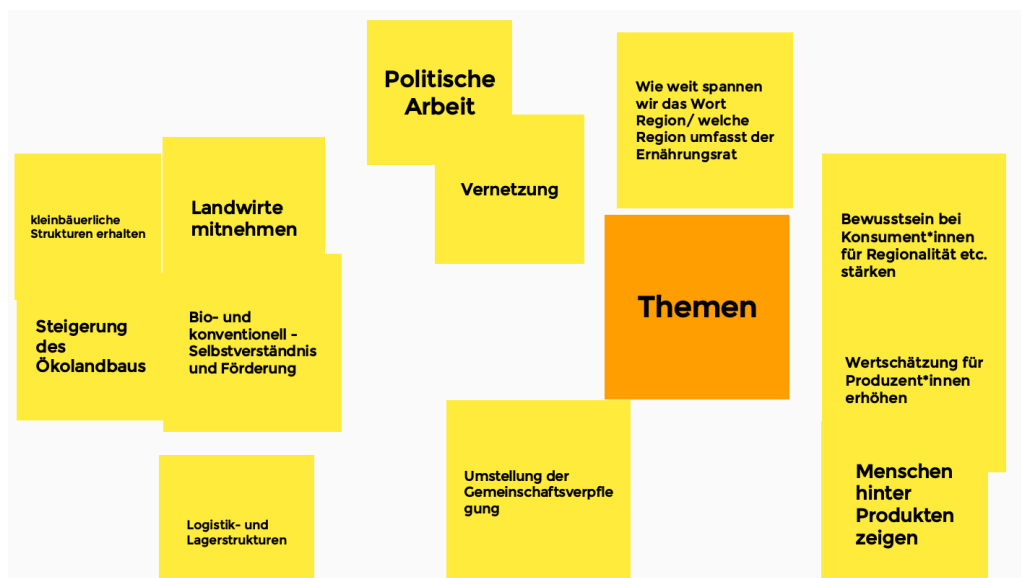 Politische
Arbeit
Vernetzung
Wie weit spannen
wir das Wort
Region/ welche
Region umfasst der
Ernährungsrat
kleinbäuerliche
Strukturen erhalten
Landwirte
mitnehmen
Steigerung
des
Ökolandbaus
Bio- und
konventionell -
Selbstverständnis
und Förderung
Themen
Bewusstsein bei
Konsument*innen
für Regionalität etc.
stärken
Wertschätzung für
Produzent*innen
erhöhen
Menschen
hinter
Produkten
zeigen
Umstellung der
Gemeinschaftsverpfle
gung
Logistik- und
Lagerstrukturen